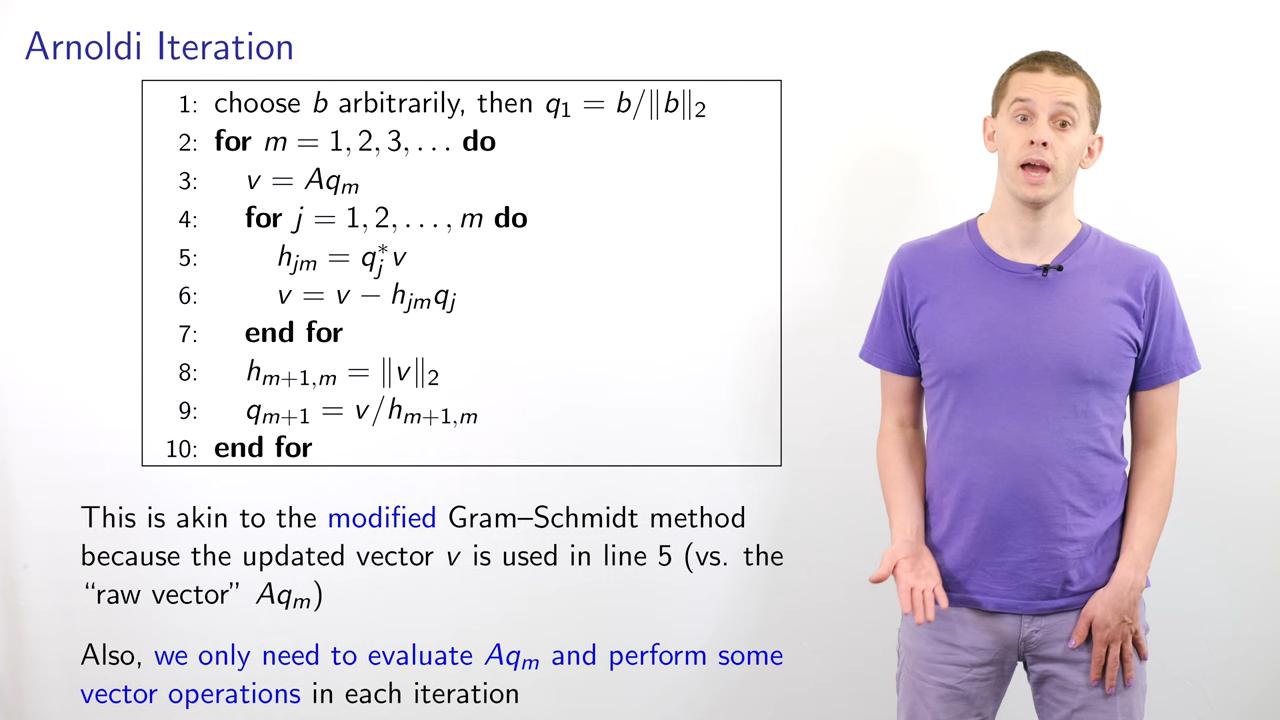 Arnoldi Iteration
1: choose b arbitrarily, then q₁ = b/‖b‖₂
2: for m = 1, 2, 3, . . . do
3: v = Aqₘ
4: for j = 1, 2, . . . , m do
5: hⱼₘ = qⱼ* v
6: v = v − hⱼₘqⱼ
7: end for
8: hₘ₊₁,ₘ = ‖v‖₂
9: qₘ₊₁ = v/hₘ₊₁,ₘ
10: end for
This is akin to the modified Gram–Schmidt method
because the updated vector v is used in line 5 (vs. the
“raw vector” Aqₘ)
Also, we only need to evaluate Aqₘ and perform some
vector operations in each iteration